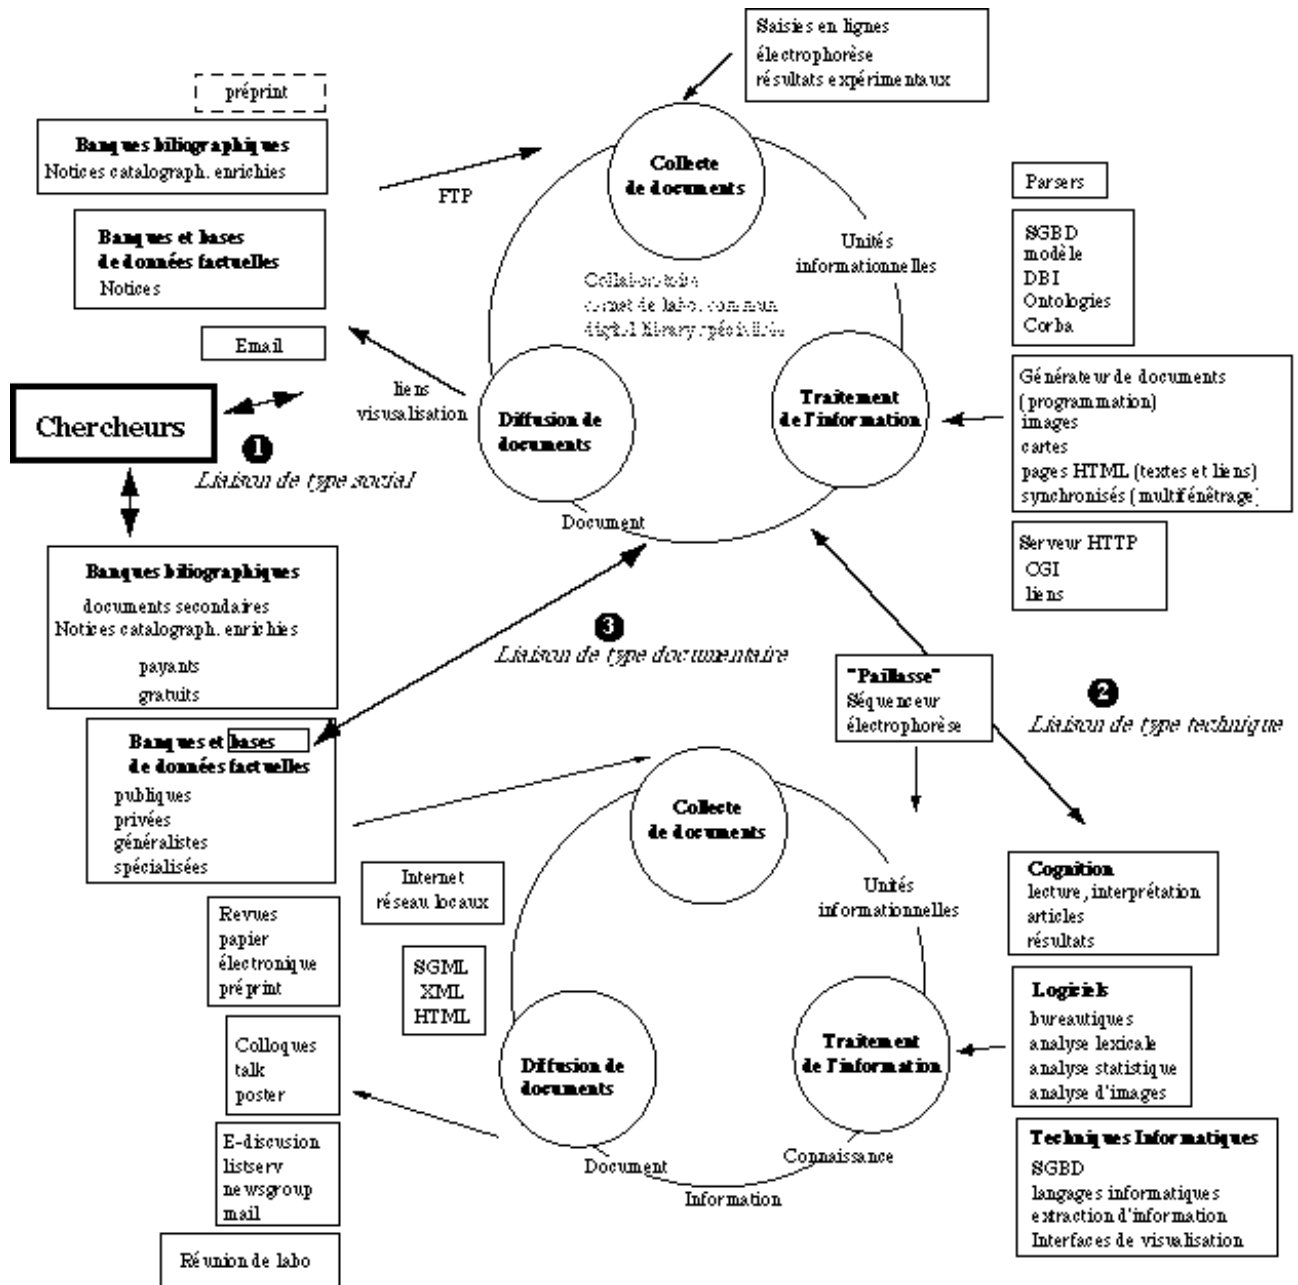 Saisies en lignes
électrophorèse
résultats expérimentaux
préprint
Banques biliographiques
Notices catalograph. enrichies
FTP
Banques et bases
de données factuelles
Notices
Email
Chercheurs
1
Liaison de type social
liens
visualisation
Collecte
de documents
Unités
informationnelles
Collaboratoire
carnet de labo. commun
digital library spécialisée
Traitement
de l'information
Diffusion de
documents
Document
Parsers
SGBD
modèle
DBI
Ontologies
Corba
Générateur de documents
(programmation)
images
cartes
pages HTML (textes et liens)
synchronisés (multifénêtrage)
Serveur HTTP
CGI
liens
Banques biliographiques
documents secondaires
Notices catalograph. enrichies
payants
gratuits
3
Liaison de type documentaire
"Paillasse"
Séquenceur
électrophorèse
2
Liaison de type technique
Banques et bases
de données factuelles
publiques
privées
généralistes
spécialisées
Collecte
de documents
Internet
réseau locaux
Unités
informationnelles
Cognition
lecture, interprétation
articles
résultats
Revues
papier
électronique
préprint
SGML
XML
HTML
Logiciels
bureautiques
analyse lexicale
analyse statistique
analyse d'images
Traitement
de l'information
Diffusion de
documents
Colloques
talk
poster
E-discusion
listserv
newsgroup
mail
Document
Information
Connaissance
Techniques Informatiques
SGBD
langages informatiques
extraction d'information
Interfaces de visualisation
Réunion de labo